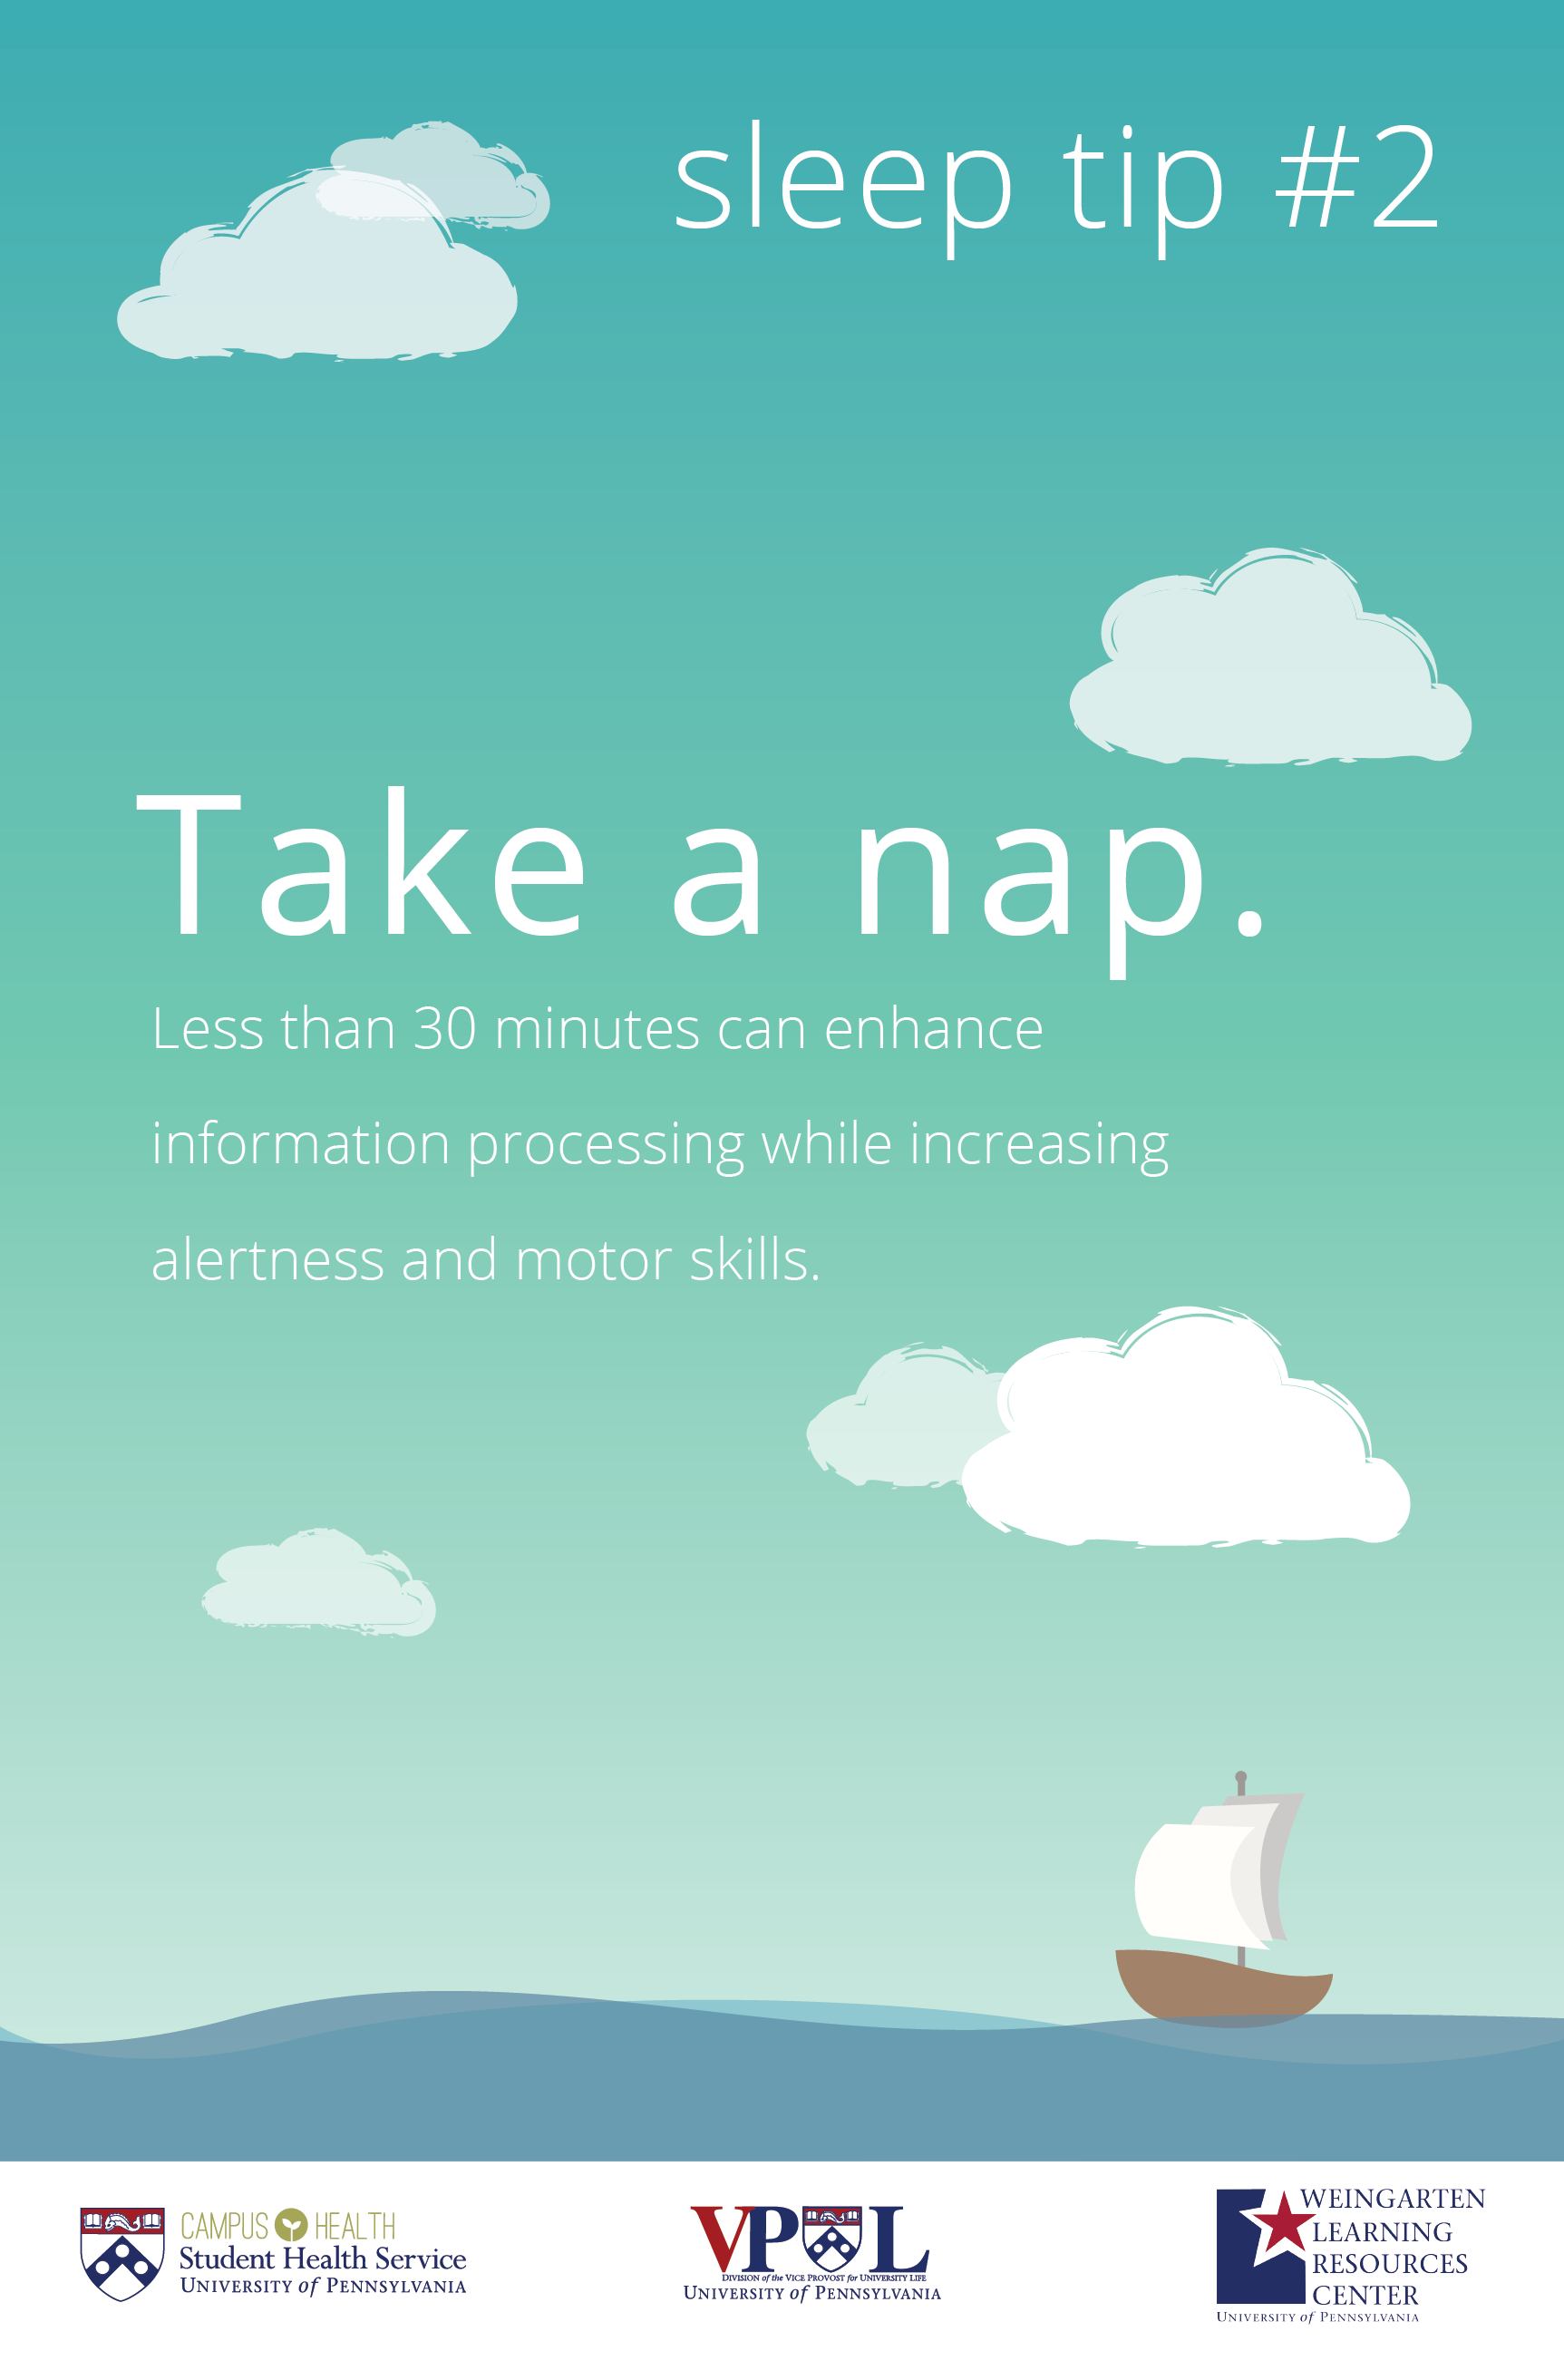 sleep tip #2
Take a nap.
Less than 30 minutes can enhance
information processing while increasing
alertness and motor skills.
CAMPUS HEALTH
Student Health Service
UNIVERSITY of PENNSYLVANIA
VPUL
DIVISION of the VICE PROVOST for UNIVERSITY LIFE
UNIVERSITY of PENNSYLVANIA
WEINGARTEN
LEARNING
RESOURCES
CENTER
UNIVERSITY of PENNSYLVANIA